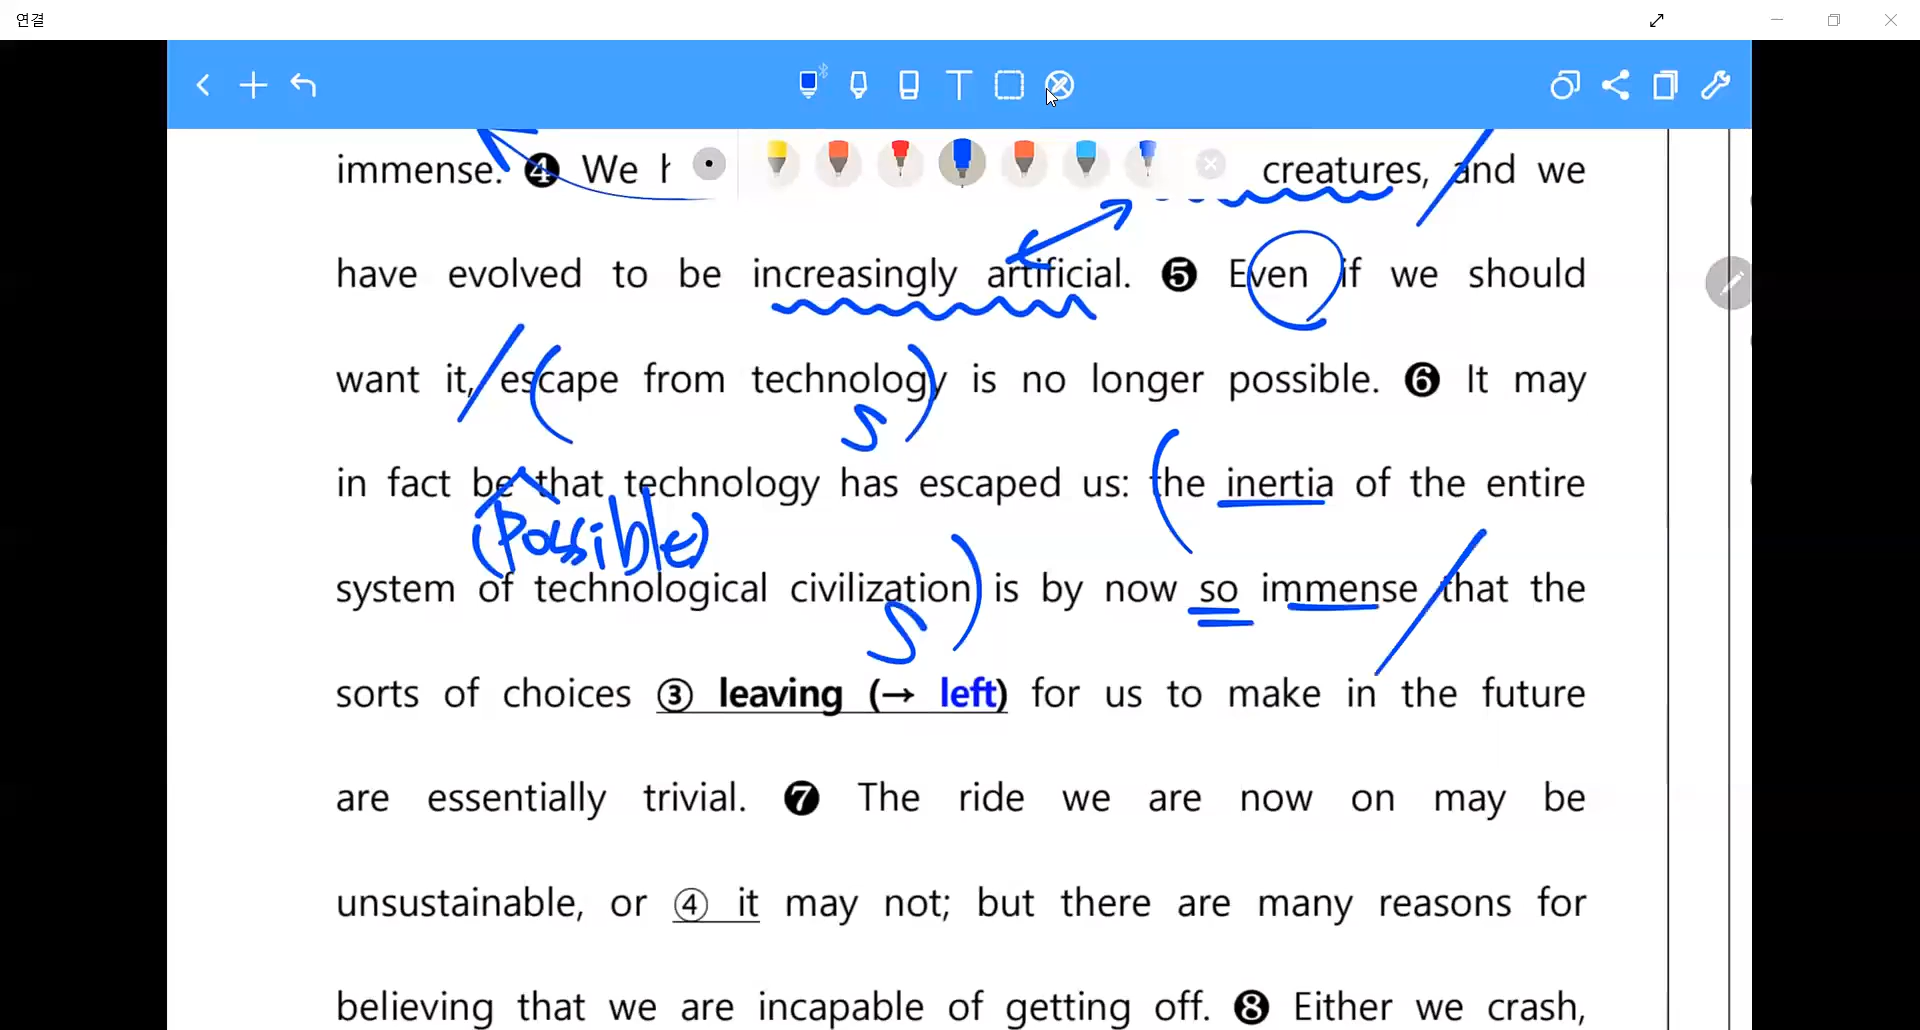 연결
immense. ❹ We h creatures, and we
have evolved to be increasingly artificial. ❺ Even if we should
want it, escape from technology is no longer possible. ❻ It may
S
in fact be that technology has escaped us: the inertia of the entire
(Possible)
system of technological civilization is by now so immense that the
S
sorts of choices ③ leaving (→ left) for us to make in the future
are essentially trivial. ❼ The ride we are now on may be
unsustainable, or ④ it may not; but there are many reasons for
believing that we are incapable of getting off. ❽ Either we crash,